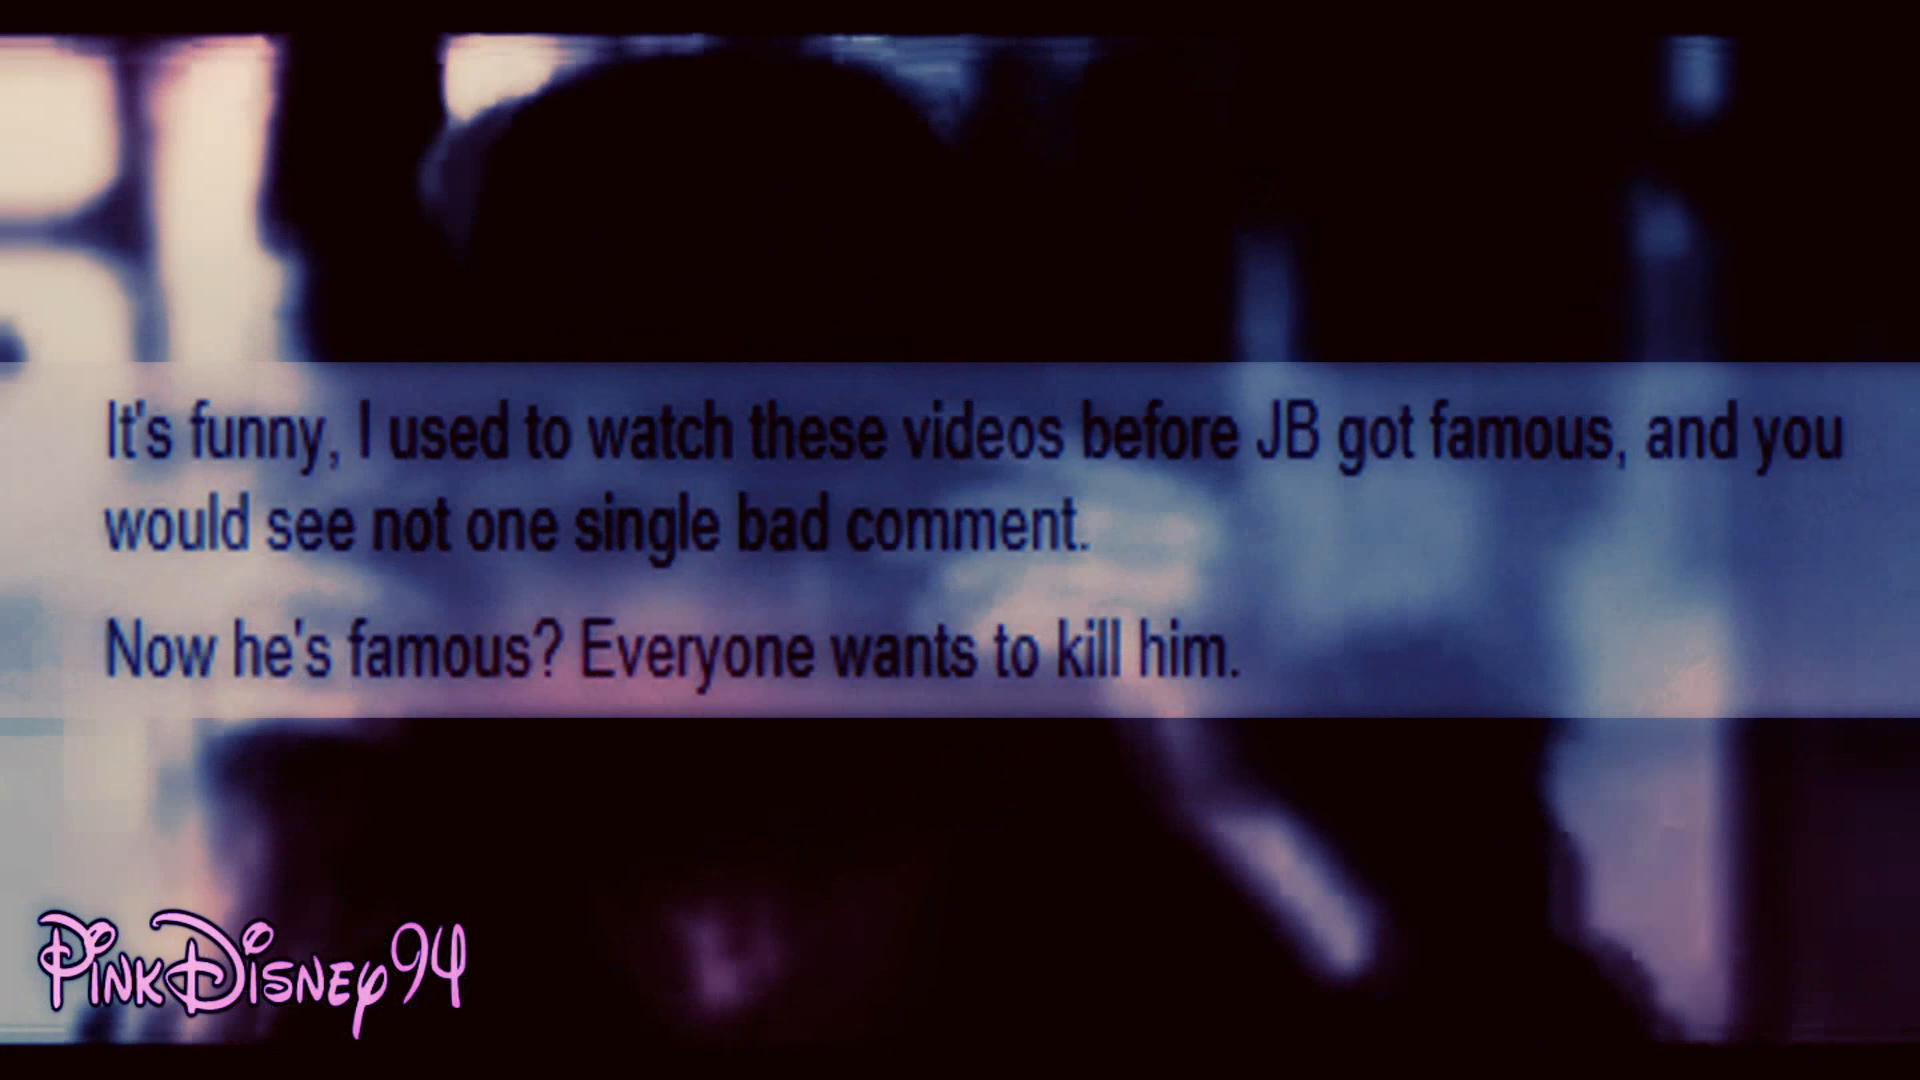 It's funny, I used to watch these videos before JB got famous, and you
would see not one single bad comment.
Now he's famous? Everyone wants to kill him.
PinkDisney94